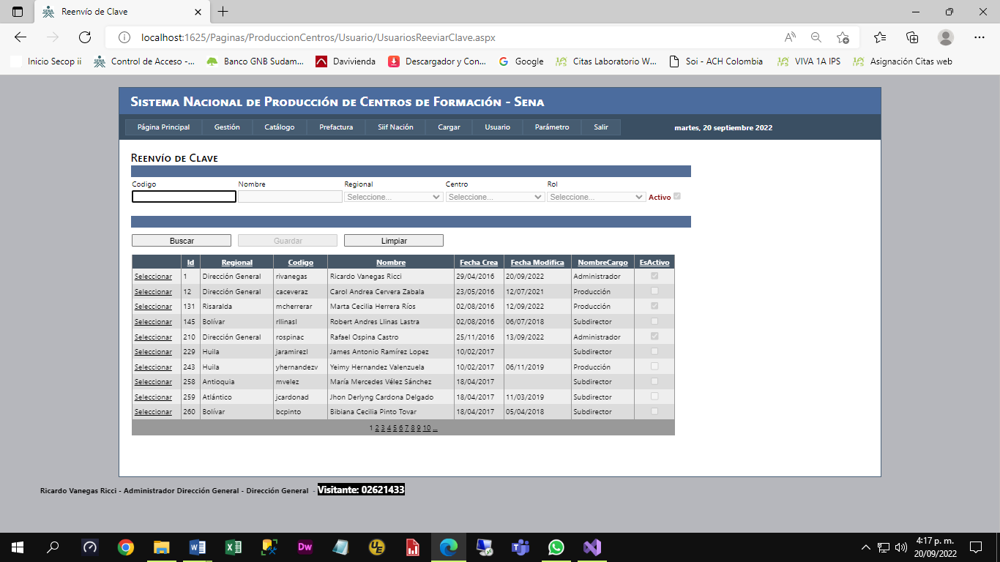 Reenvío de Clave
localhost:1625/Paginas/ProduccionCentros/Usuario/UsuariosReeviarClave.aspx
Inicio Secop ii Control de Acceso -... Banco GNB Sudam... Davivienda Descargador y Con... Google Citas Laboratorio W... Soi - ACH Colombia VIVA 1A IPS Asignación Citas web
Sistema Nacional de Producción de Centros de Formación - Sena
Página Principal Gestión Catálogo Prefactura Siif Nación Cargar Usuario Parámetro Salir martes, 20 septiembre 2022
Reenvío de Clave
Codigo Nombre Regional Centro Rol
Seleccione... Seleccione... Seleccione... Activo
Buscar Guardar Limpiar
Id Regional Codigo Nombre Fecha Crea Fecha Modifica NombreCargo EsActivo
Seleccionar 1 Dirección General rivanegas Ricardo Vanegas Ricci 29/04/2016 20/09/2022 Administrador
Seleccionar 12 Dirección General caceveraz Carol Andrea Cervera Zabala 23/05/2016 12/07/2021 Producción
Seleccionar 131 Risaralda mcherrerar Marta Cecilia Herrera Ríos 02/08/2016 12/09/2022 Producción
Seleccionar 145 Bolívar rllinasl Robert Andres Llinas Lastra 02/08/2016 06/07/2018 Subdirector
Seleccionar 210 Dirección General rospinac Rafael Ospina Castro 25/11/2016 13/09/2022 Administrador
Seleccionar 229 Huila jaramirezl James Antonio Ramírez Lopez 10/02/2017 Subdirector
Seleccionar 243 Huila yhernandezv Yeimy Hernandez Valenzuela 10/02/2017 06/11/2019 Producción
Seleccionar 258 Antioquia mvelez María Mercedes Vélez Sánchez 18/04/2017 Subdirector
Seleccionar 259 Atlántico jcardonad Jhon Derlyng Cardona Delgado 18/04/2017 11/03/2019 Subdirector
Seleccionar 260 Bolívar bcpinto Bibiana Cecilia Pinto Tovar 18/04/2017 05/04/2018 Subdirector
1 2 3 4 5 6 7 8 9 10 ...
Ricardo Vanegas Ricci - Administrador Dirección General - Dirección General - Visitante: 02621433
4:17 p. m.
20/09/2022